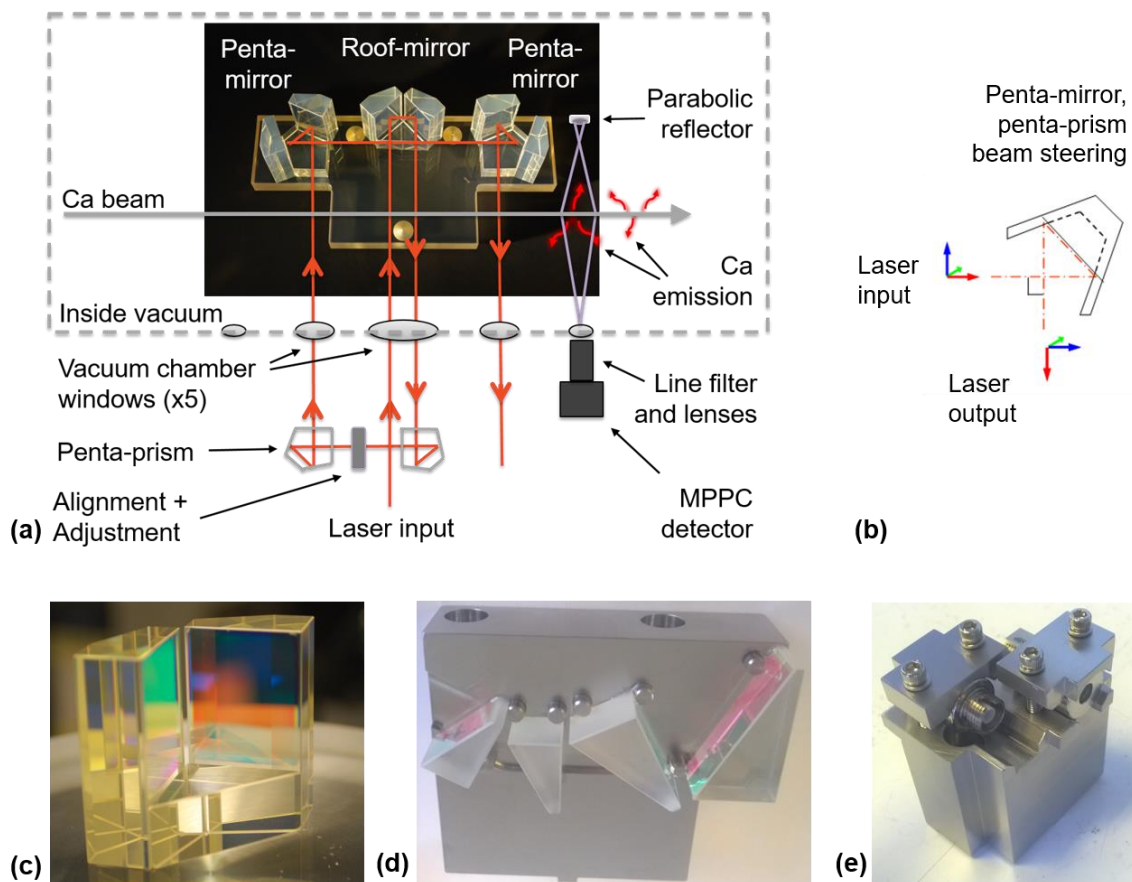 Penta-
mirror
Roof-mirror
Penta-
mirror
Parabolic
reflector
Ca beam
Ca
emission
Inside vacuum
Vacuum chamber
windows (x5)
Line filter
and lenses
Penta-prism
Alignment +
Adjustment
Laser input
MPPC
detector
(a)
Penta-mirror,
penta-prism
beam steering
Laser
input
Laser
output
(b)
(c)
(d)
(e)